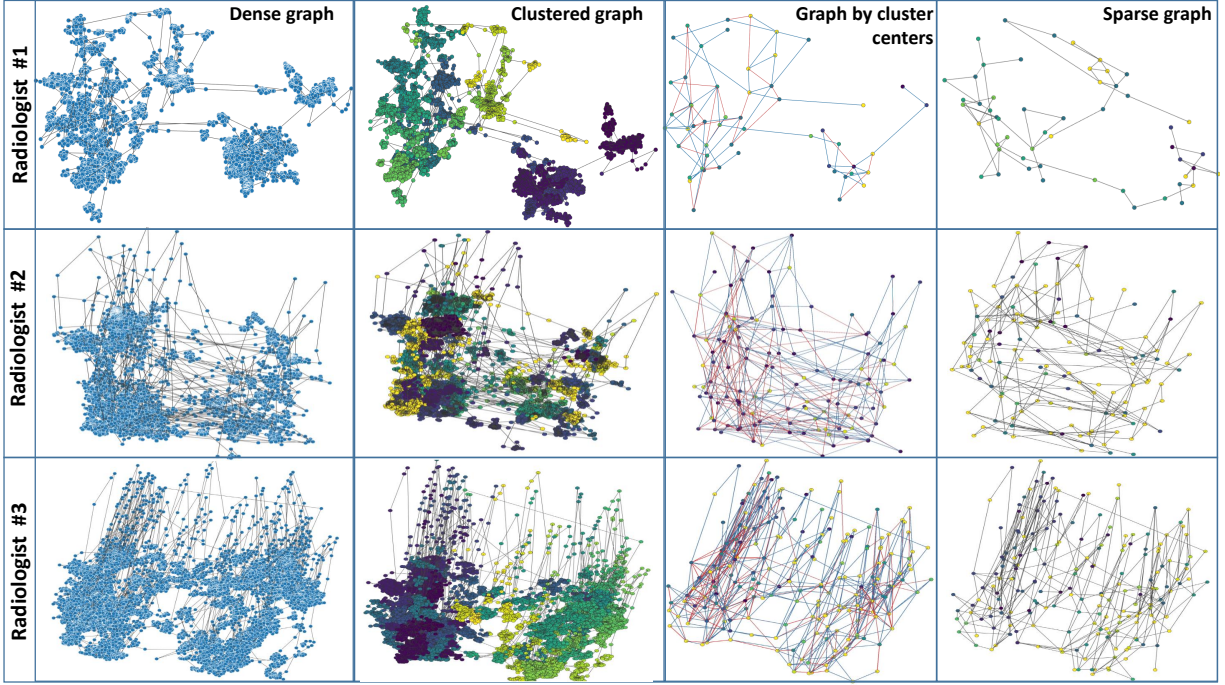 Dense graph
Clustered graph
Graph by cluster
centers
Sparse graph
Radiologist #1
Radiologist #2
Radiologist #3